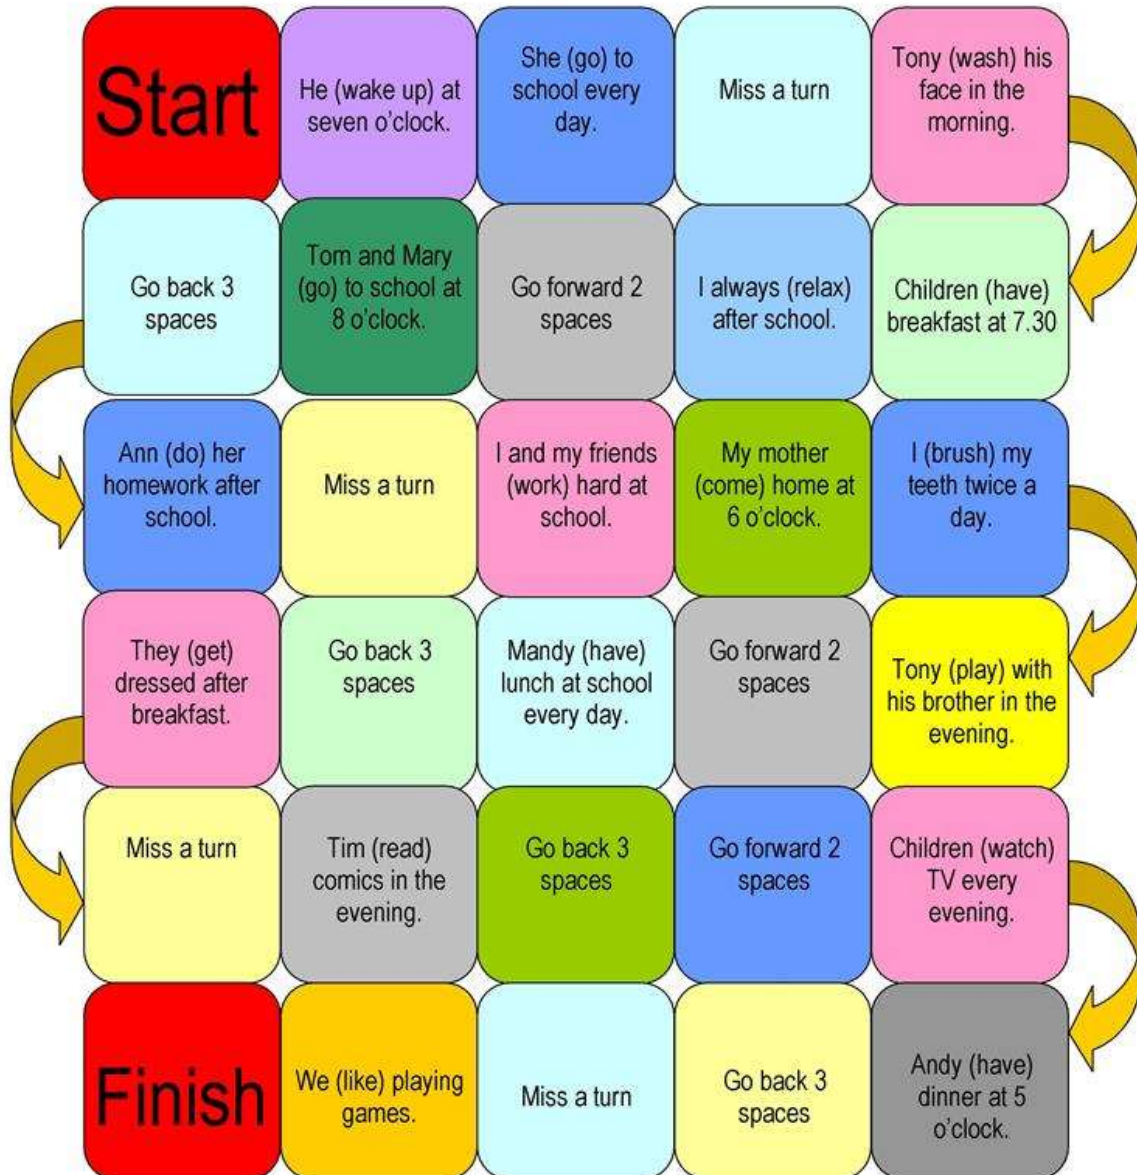 Start
He (wake up) at
seven o'clock.
She (go) to
school every
day.
Miss a turn
Tony (wash) his
face in the
morning.
Go back 3
spaces
Tom and Mary
(go) to school at
8 o'clock.
Go forward 2
spaces
I always (relax)
after school.
Children (have)
breakfast at 7.30
Ann (do) her
homework after
school.
Miss a turn
I and my friends
(work) hard at
school.
My mother
(come) home at
6 o'clock.
I (brush) my
teeth twice a
day.
They (get)
dressed after
breakfast.
Go back 3
spaces
Mandy (have)
lunch at school
every day.
Go forward 2
spaces
Tony (play) with
his brother in the
evening.
Miss a turn
Tim (read)
comics in the
evening.
Go back 3
spaces
Go forward 2
spaces
Children (watch)
TV every
evening.
Finish
We (like) playing
games.
Miss a turn
Go back 3
spaces
Andy (have)
dinner at 5
o'clock.